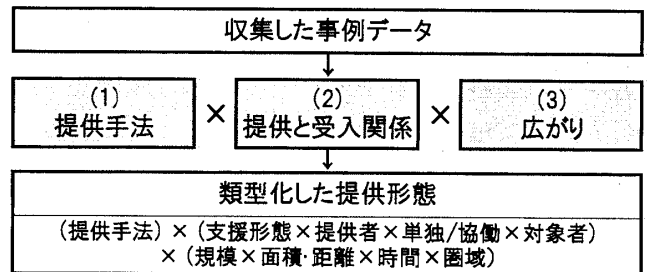 収集した事例データ
↓
(1) × (2) × (3)
提供手法 提供と受入関係 広がり
↓
類型化した提供形態
(提供手法)×(支援形態×提供者×単独/協働×対象者)
×(規模×面積・距離×時間×圏域)